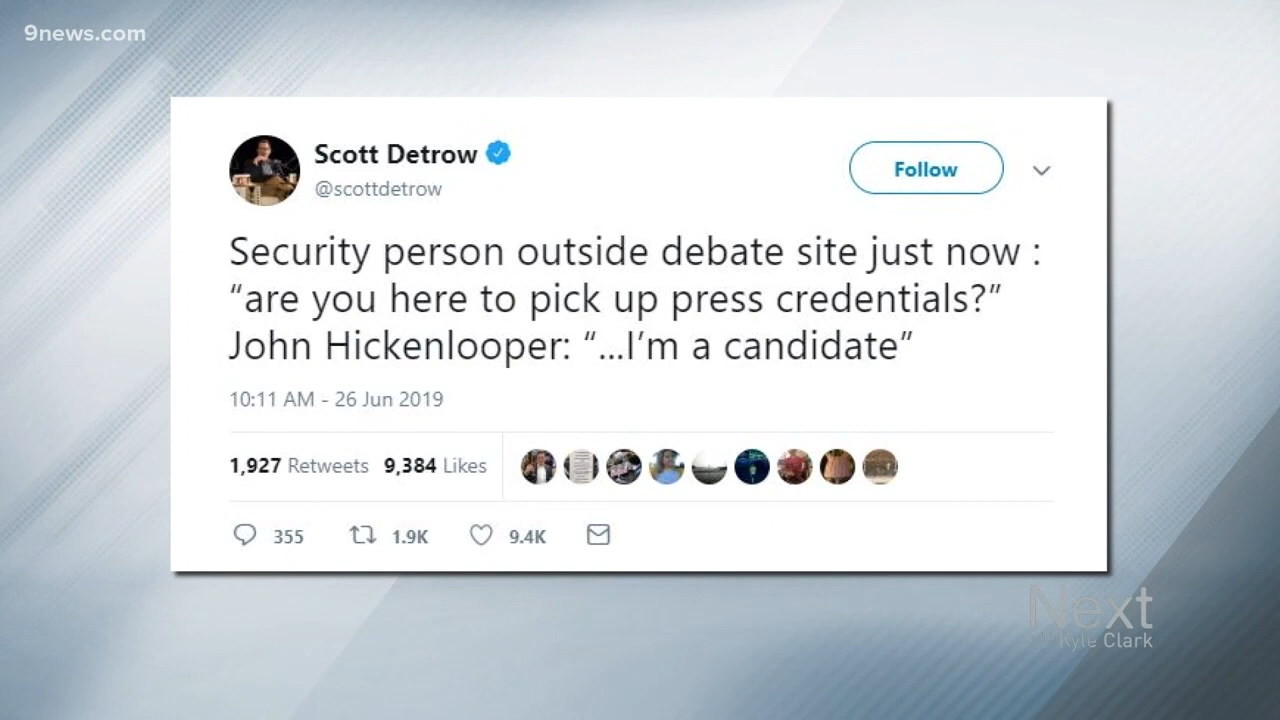 9news.com
Scott Detrow
@scottdetrow
Follow
Security person outside debate site just now :
“are you here to pick up press credentials?”
John Hickenlooper: “...I’m a candidate”
10:11 AM - 26 Jun 2019
1,927 Retweets 9,384 Likes
355 1.9K 9.4K
Next
Kyle Clark